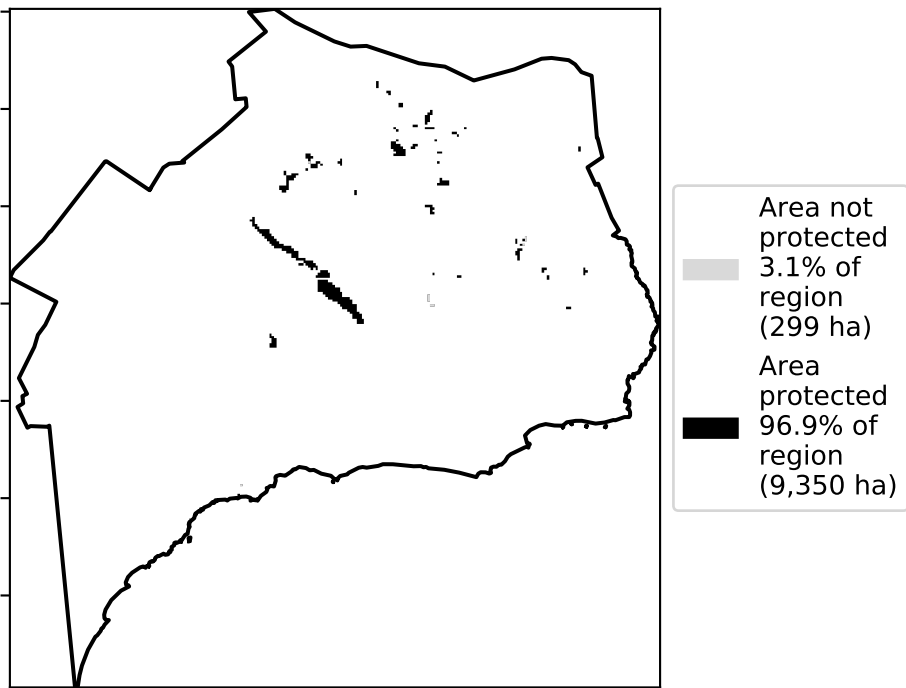 Area not
protected
3.1% of
region
(299 ha)
Area
protected
96.9% of
region
(9,350 ha)